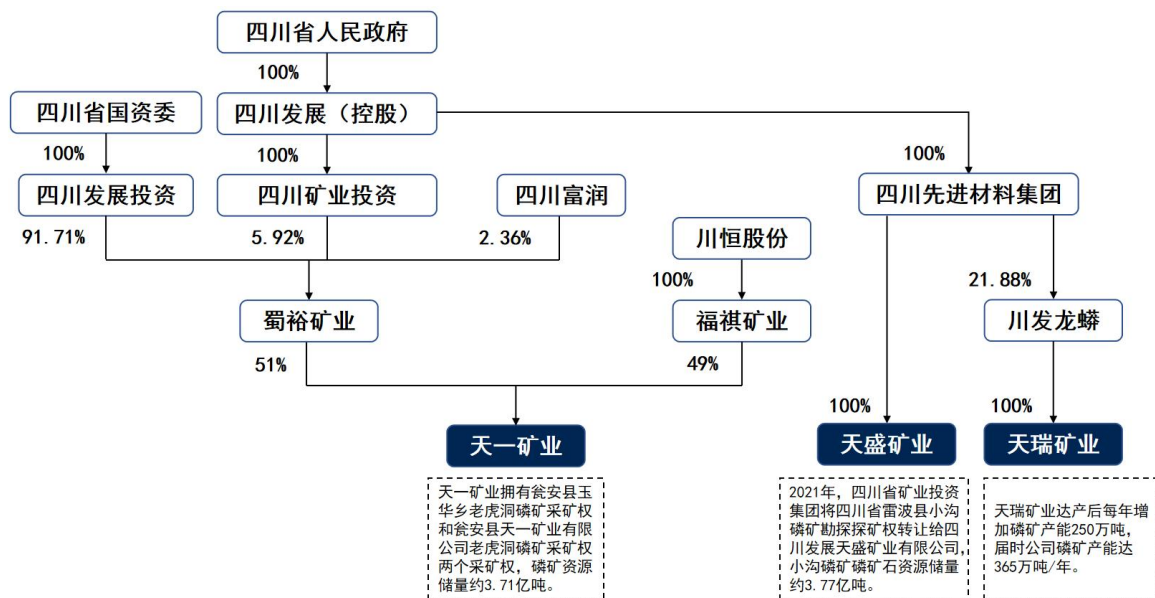 四川省人民政府
100%
四川省国资委
四川发展（控股）
100%
100%
100%
四川发展投资
四川矿业投资
四川富润
四川先进材料集团
91.71%
5.92%
2.36%
川恒股份
100%
21.88%
蜀裕矿业
福祺矿业
川发龙蟒
51%
49%
100%
100%
天一矿业
天盛矿业
天瑞矿业
天一矿业拥有瓮安县玉
华乡老虎洞磷矿采矿权
和瓮安县天一矿业有限
公司老虎洞磷矿采矿权
两个采矿权，磷矿资源
储量约3.71亿吨。
2021年，四川省矿业投资
集团将四川省雷波县小沟
磷矿勘探探矿权转让给四
川发展天盛矿业有限公司，
小沟磷矿磷矿石资源储量
约3.77亿吨。
天瑞矿业达产后每年增
加磷矿产能250万吨，
届时公司磷矿产能达
365万吨/年。